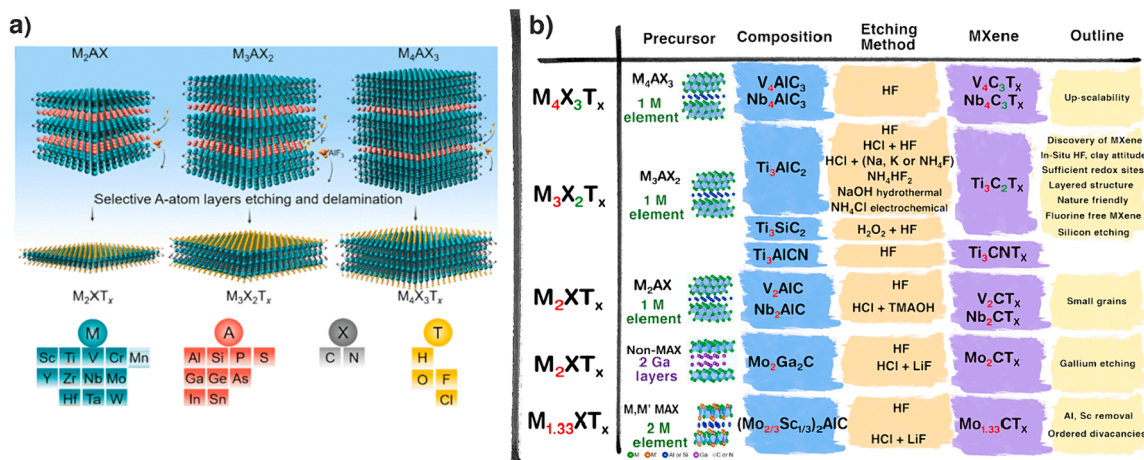 a)
M₂AX
M₃AX₂
M₄AX₃
F
AlF₃
Selective A-atom layers etching and delamination
M₂XTₓ
M₃X₂Tₓ
M₄X₃Tₓ
M
A
X
T
Sc Ti V Cr Mn
Y Zr Nb Mo
Hf Ta W
Al Si P S
Ga Ge As
In Sn
C N
H
O F
Cl
b)
Precursor
Composition
Etching
Method
MXene
Outline
M₄X₃Tₓ
M₄AX₃
1 M
element
V₄AlC₃
Nb₄AlC₃
HF
V₄C₃Tₓ
Nb₄C₃Tₓ
Up-scalability
M₃X₂Tₓ
M₃AX₂
1 M
element
Ti₃AlC₂
HF
HCl + HF
HCl + (Na, K or NH₄F)
NH₄HF₂
NaOH hydrothermal
NH₄Cl electrochemical
Ti₃C₂Tₓ
Discovery of MXene
In-Situ HF, clay attitude
Sufficient redox sites
Layered structure
Nature friendly
Fluorine free MXene
Silicon etching
Ti₃SiC₂
H₂O₂ + HF
Ti₃AlCN
HF
Ti₃CNTₓ
M₂XTₓ
M₂AX
1 M
element
V₂AlC
Nb₂AlC
HF
HCl + TMAOH
V₂CTₓ
Nb₂CTₓ
Small grains
M₂XTₓ
Non-MAX
2 Ga
layers
Mo₂Ga₂C
HF
HCl + LiF
Mo₂CTₓ
Gallium etching
M₁.₃₃XTₓ
M,M' MAX
2 M
element
(Mo₂/₃Sc₁/₃)₂AlC
HF
HCl + LiF
Mo₁.₃₃CTₓ
Al, Sc removal
Ordered divacancies
M M' Al or Si Ga C or N